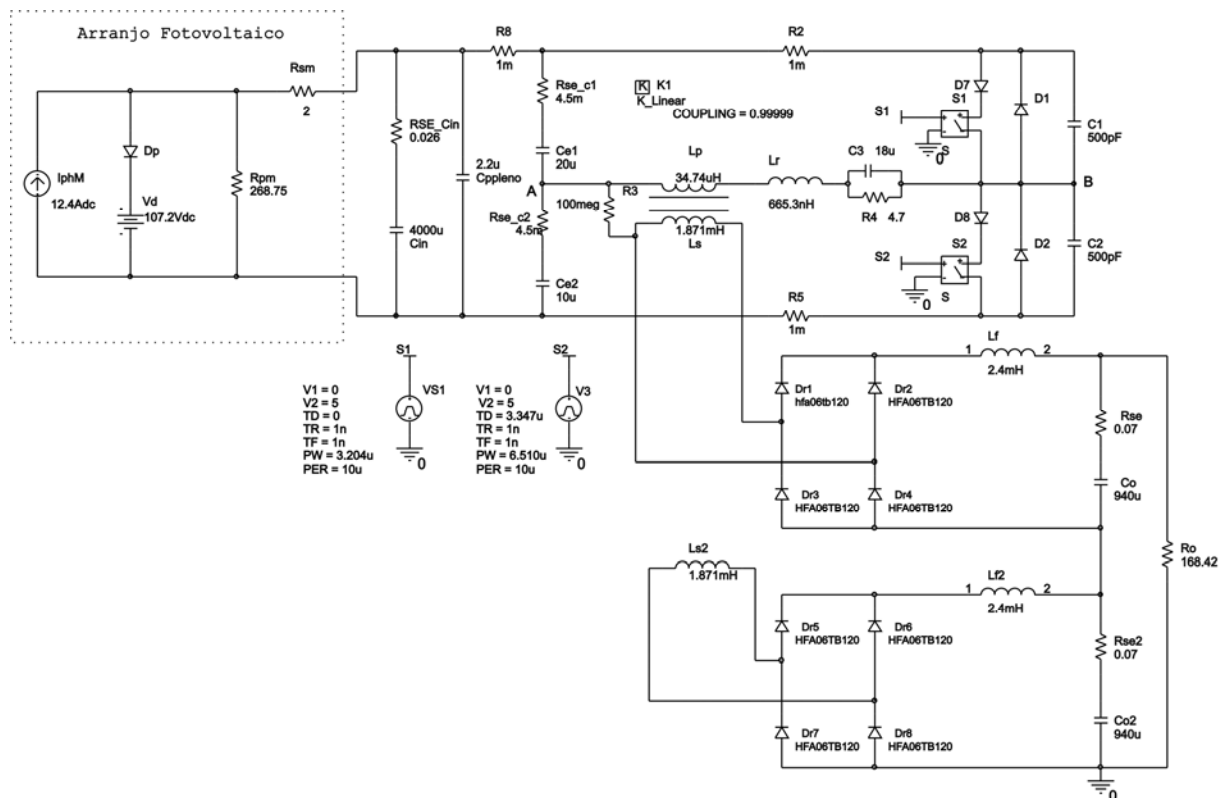 Arranjo Fotovoltaico
Rsm
2
Dp
IphM
12.4Adc
Vd
107.2Vdc
Rpm
268.75
R8
1m
R2
1m
Rse_c1
4.5m
K K1
K_Linear
COUPLING = 0.99999
D7
S1
S1
S
0
D1
C1
500pF
RSE_Cin
0.026
2.2u
Cppleno
Ce1
20u
A
Lp
34.74uH
Lr
665.3nH
C3 18u
R4 4.7
B
R3
100meg
Rse_c2
4.5m
1.871mH
Ls
4000u
Cin
D8
S2
S2
S
0
D2
C2
500pF
Ce2
10u
R5
1m
S1
VS1
0
V1 = 0
V2 = 5
TD = 0
TR = 1n
TF = 1n
PW = 3.204u
PER = 10u
S2
V3
0
V1 = 0
V2 = 5
TD = 3.347u
TR = 1n
TF = 1n
PW = 6.510u
PER = 10u
Lf
1 2
2.4mH
Dr1
hfa06tb120
Dr2
HFA06TB120
Rse
0.07
Dr3
HFA06TB120
Dr4
HFA06TB120
Co
940u
Ro
168.42
Ls2
1.871mH
Lf2
1 2
2.4mH
Dr5
HFA06TB120
Dr6
HFA06TB120
Rse2
0.07
Dr7
HFA06TB120
Dr8
HFA06TB120
Co2
940u
0